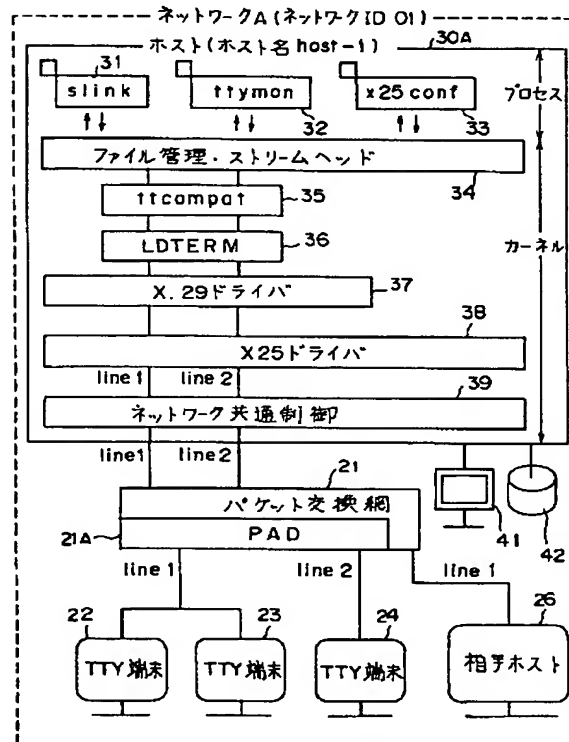 ネットワークA(ネットワークID 01)
ホスト(ホスト名 host-1)
30A
31
slink
ttymon
x25conf
プロセス
32
33
ファイル管理・ストリームヘッド
34
ttcompat
35
LDTERM
36
カーネル
X.29ドライバ
37
38
X25ドライバ
line 1
line 2
39
ネットワーク共通制御
line1
line2
21
パケット交換網
41
42
21A
PAD
line 1
line 2
line 1
22
23
24
26
TTY端末
TTY端末
TTY端末
相手ホスト